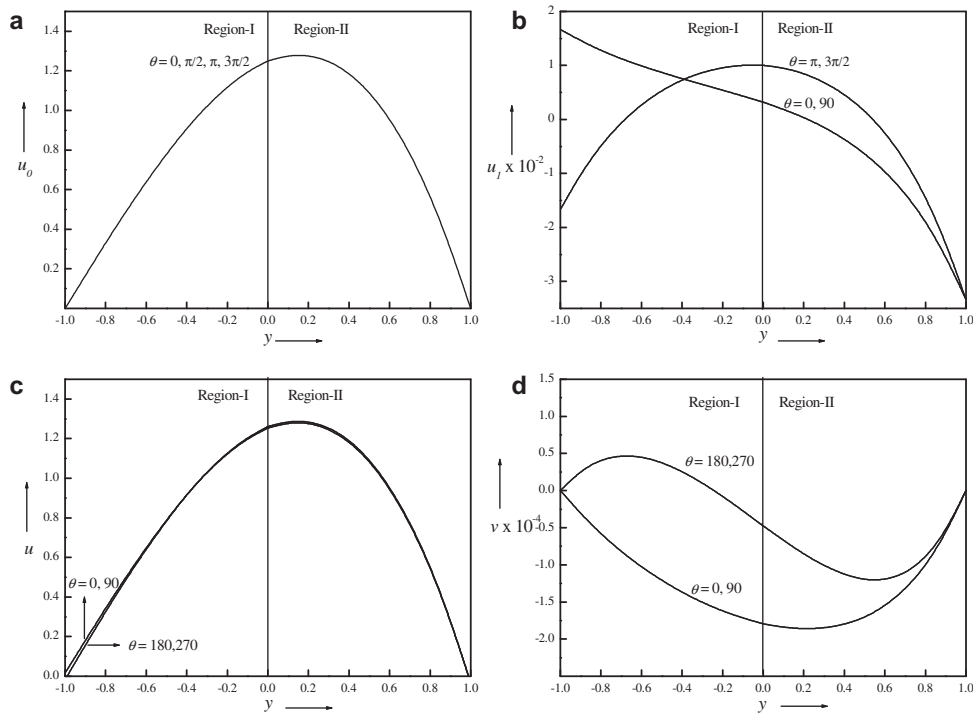 a
Region-I Region-II
θ = 0, π/2, π, 3π/2
u0
1.4
1.2
1.0
0.8
0.6
0.4
0.2
-1.0 -0.8 -0.6 -0.4 -0.2 0.0 0.2 0.4 0.6 0.8 1.0
y
b
Region-I Region-II
θ = π, 3π/2
θ = 0, 90
u1 x 10-2
2
1
0
-1
-2
-3
-1.0 -0.8 -0.6 -0.4 -0.2 0.0 0.2 0.4 0.6 0.8 1.0
y
c
Region-I Region-II
θ = 0, 90
θ = 180,270
u
1.4
1.2
1.0
0.8
0.6
0.4
0.2
0.0
-1.0 -0.8 -0.6 -0.4 -0.2 0.0 0.2 0.4 0.6 0.8 1.0
y
d
Region-I Region-II
θ = 180,270
θ = 0, 90
v x 10-4
1.5
1.0
0.5
0.0
-0.5
-1.0
-1.5
-2.0
-1.0 -0.8 -0.6 -0.4 -0.2 0.0 0.2 0.4 0.6 0.8 1.0
y